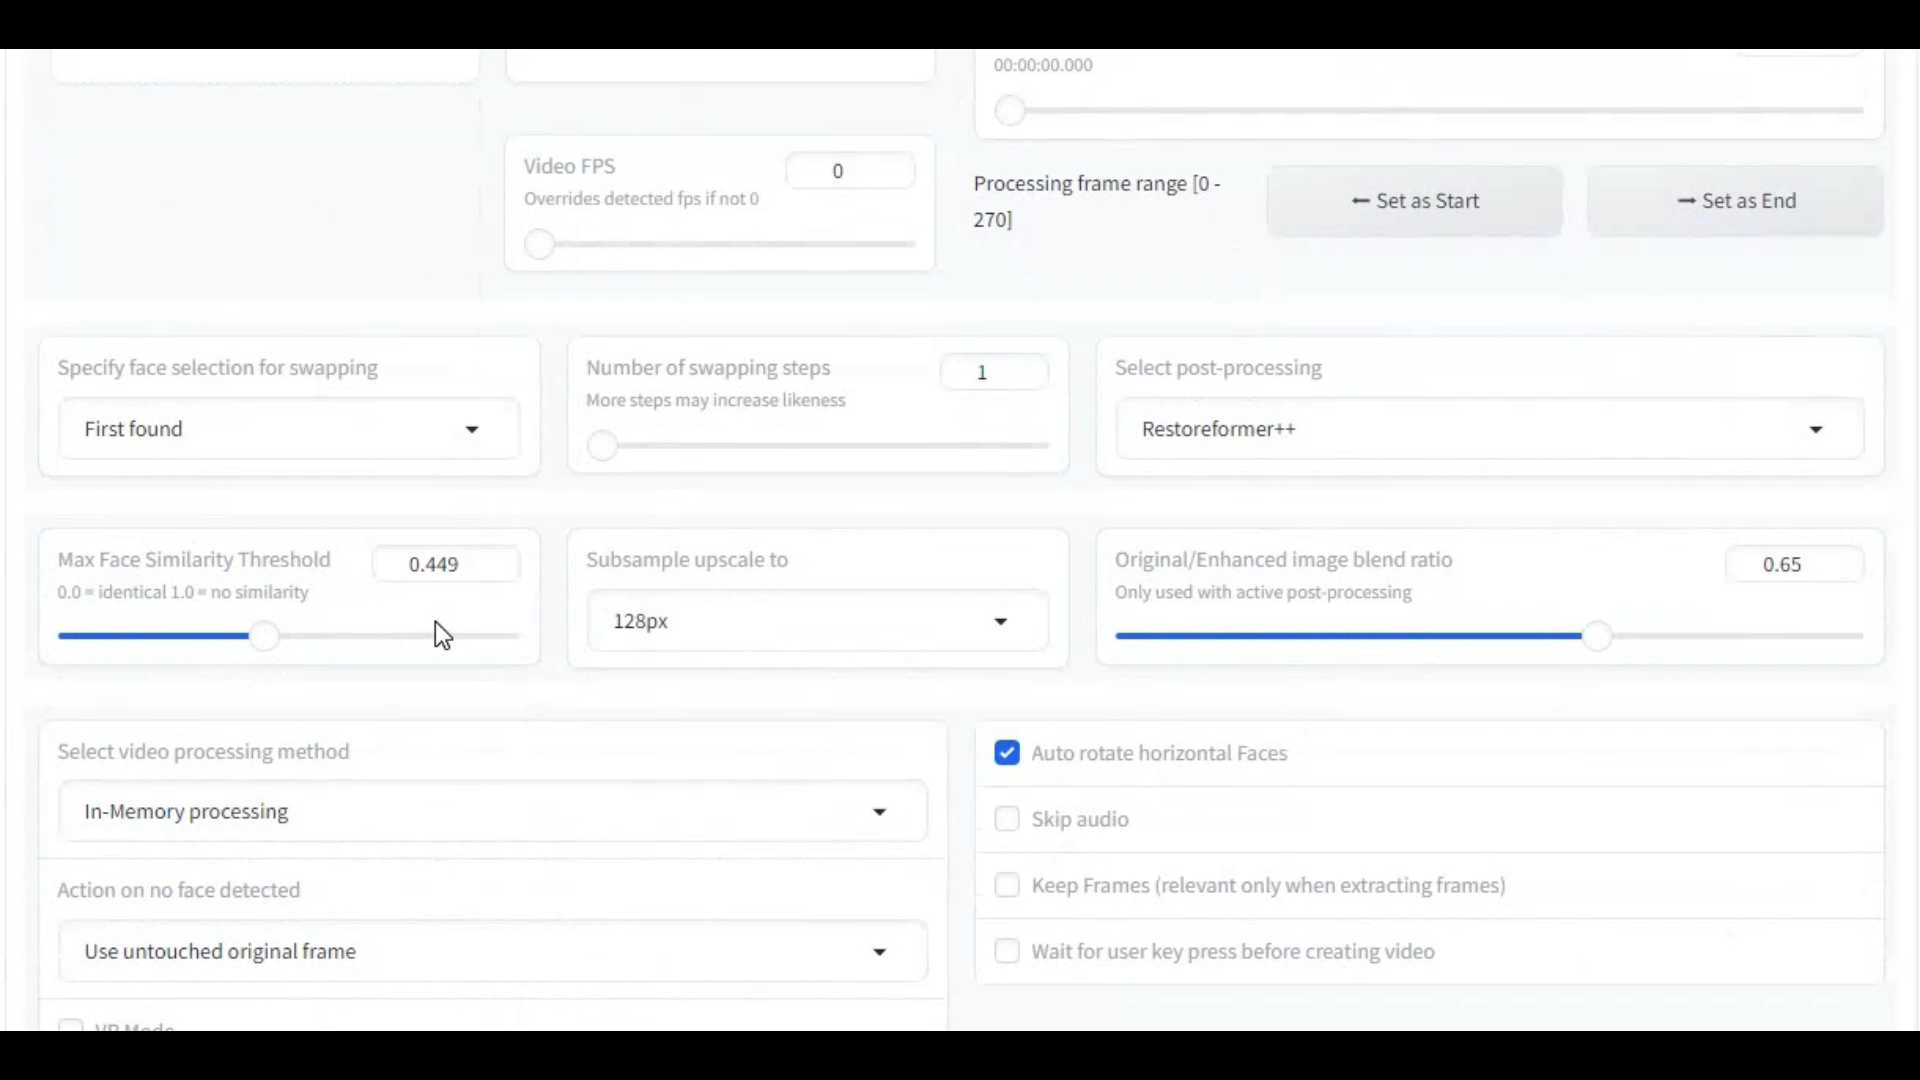 00:00:00.000
Video FPS
0
Overrides detected fps if not 0
Processing frame range [0 -
270]
Set as Start
Set as End
Specify face selection for swapping
First found
Number of swapping steps
1
More steps may increase likeness
Select post-processing
Restoreformer++
Max Face Similarity Threshold
0.449
0.0 = identical 1.0 = no similarity
Subsample upscale to
128px
Original/Enhanced image blend ratio
0.65
Only used with active post-processing
Select video processing method
In-Memory processing
Action on no face detected
Use untouched original frame
VR Mode
Auto rotate horizontal Faces
Skip audio
Keep Frames (relevant only when extracting frames)
Wait for user key press before creating video